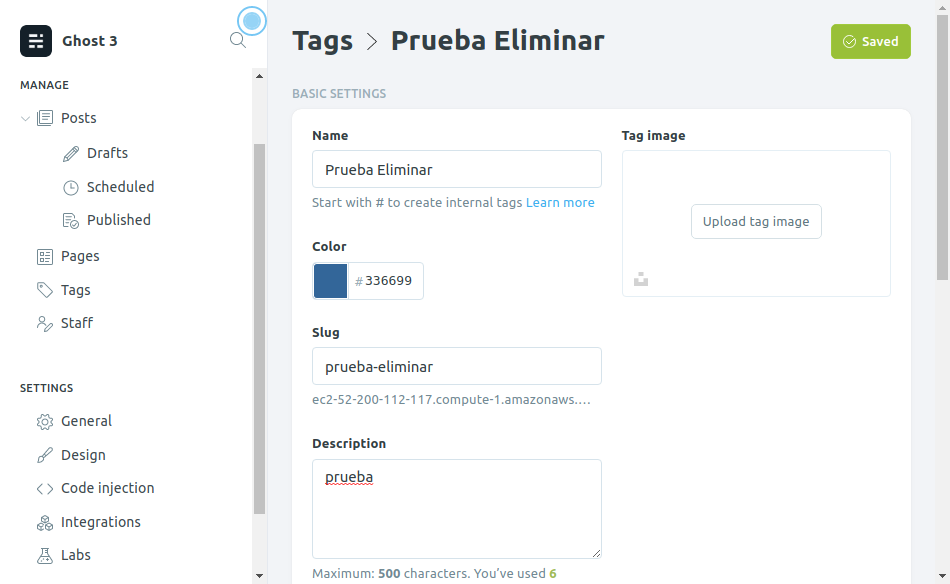 Ghost 3
MANAGE
Posts
Drafts
Scheduled
Published
Pages
Tags
Staff
SETTINGS
General
Design
Code injection
Integrations
Labs
Tags > Prueba Eliminar
Saved
BASIC SETTINGS
Name
Prueba Eliminar
Start with # to create internal tags Learn more
Color
#336699
Slug
prueba-eliminar
ec2-52-200-112-117.compute-1.amazonaws....
Description
prueba
Maximum: 500 characters. You've used 6
Tag image
Upload tag image